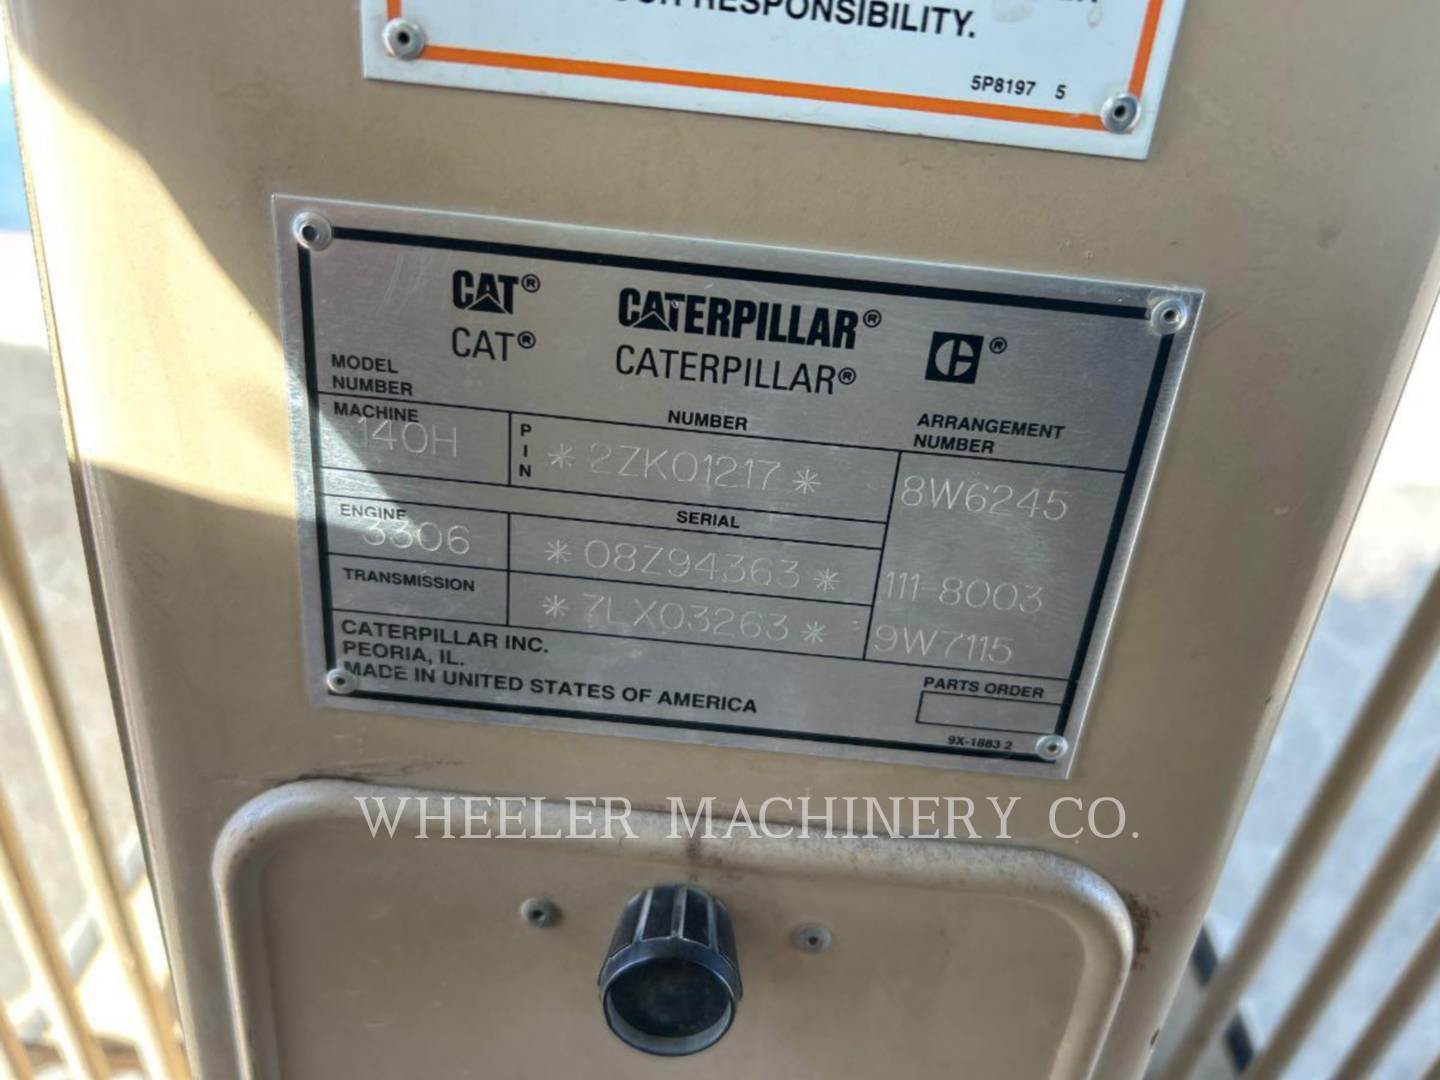 RESPONSIBILITY.
5P8197 5
CAT® CATERPILLAR®
CAT® CATERPILLAR® ®
MODEL NUMBER
NUMBER
ARRANGEMENT NUMBER
MACHINE 140H PIN *2ZK01217* 8W6245
SERIAL
ENGINE 3306 *08Z94363* 111-8003
TRANSMISSION *7LX03263* 9W7115
CATERPILLAR INC.
PEORIA, IL.
MADE IN UNITED STATES OF AMERICA
PARTS ORDER
9X-1883 2
WHEELER MACHINERY CO.